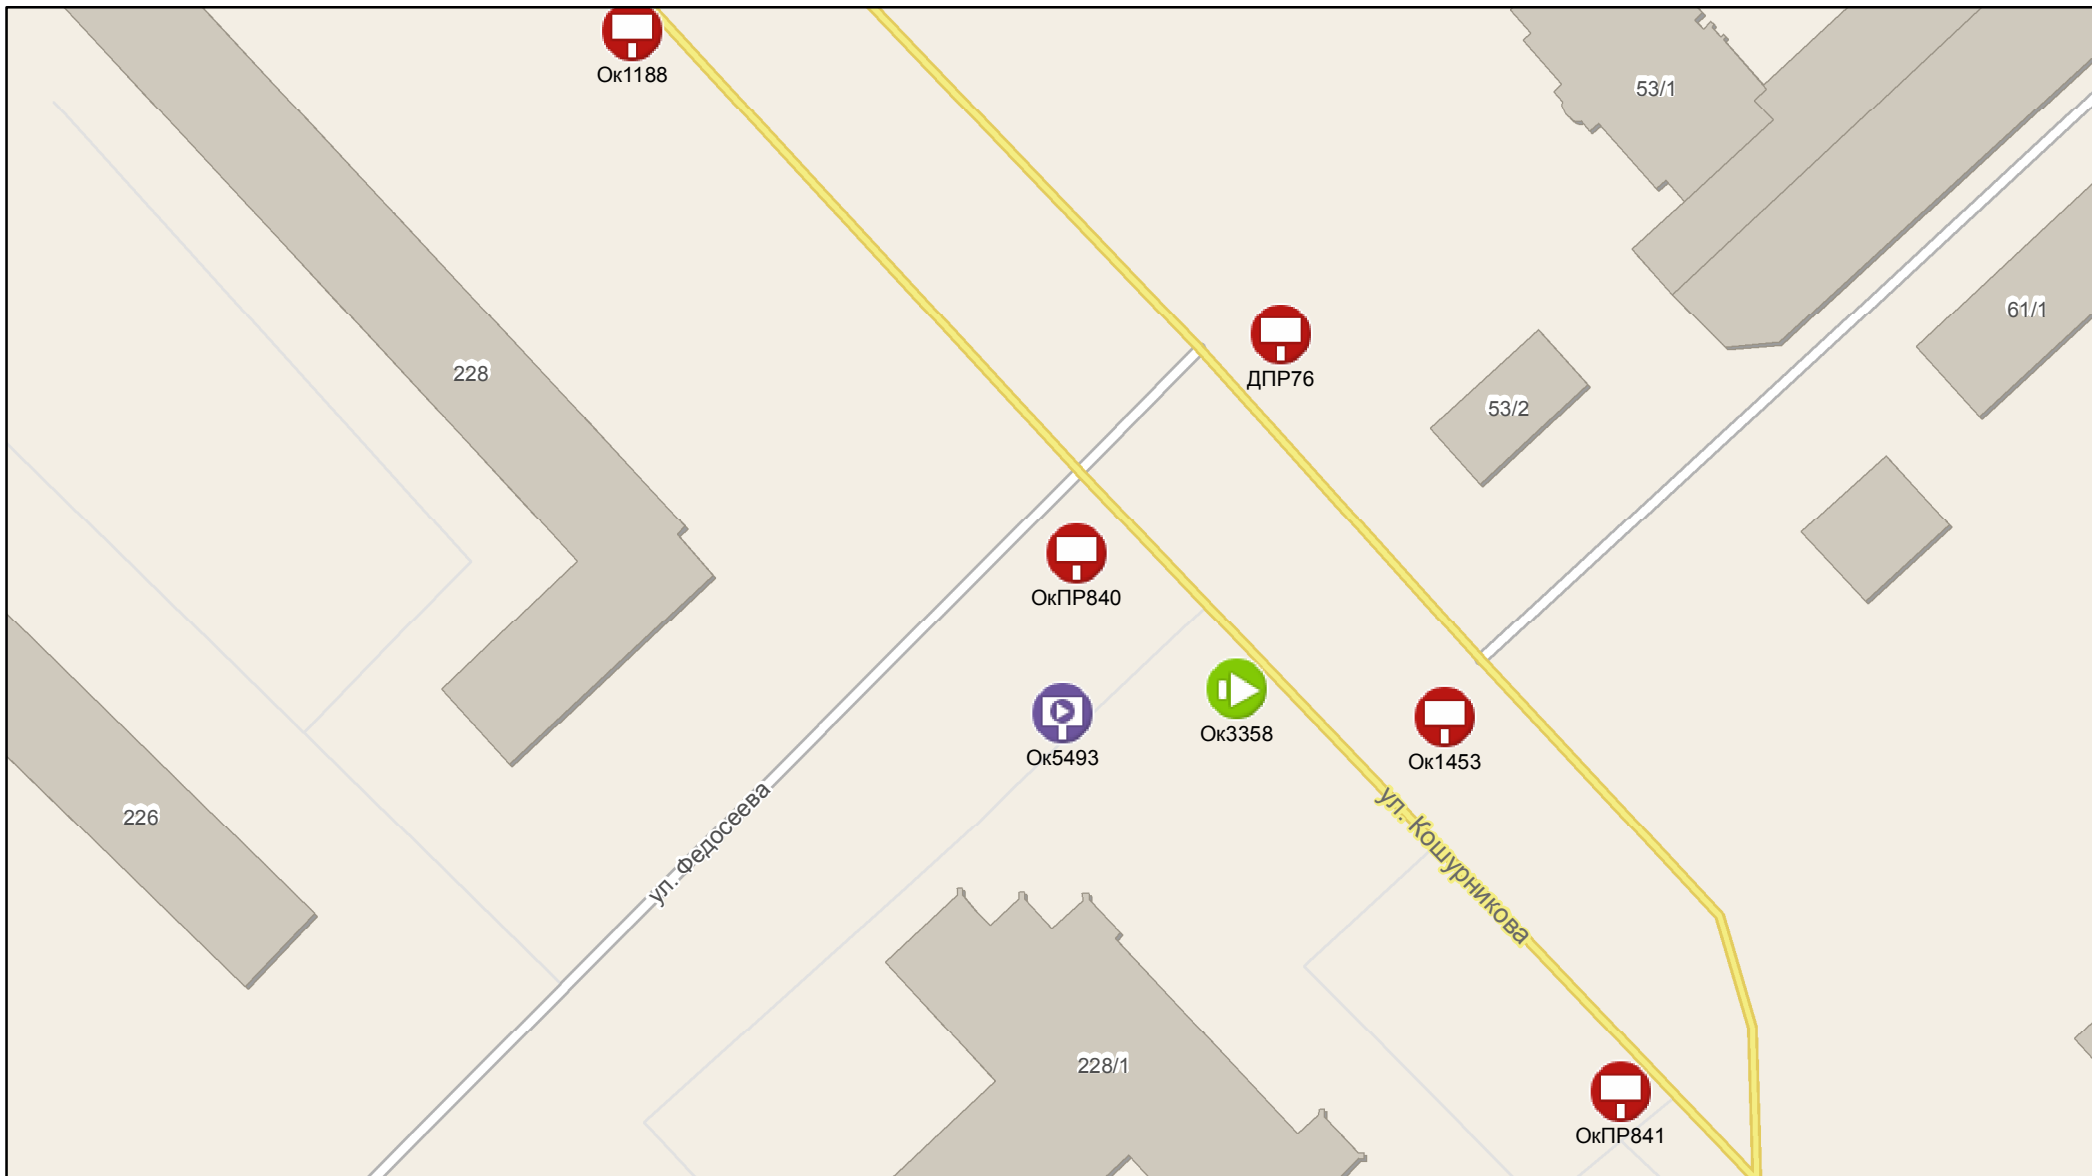 Ок1188
53/1
61/1
228
ДПР76
53/2
ОкПР840
Ок5493
Ок3358
Ок1453
226
ул. Федосеева
ул. Кошурникова
228/1
ОкПР841